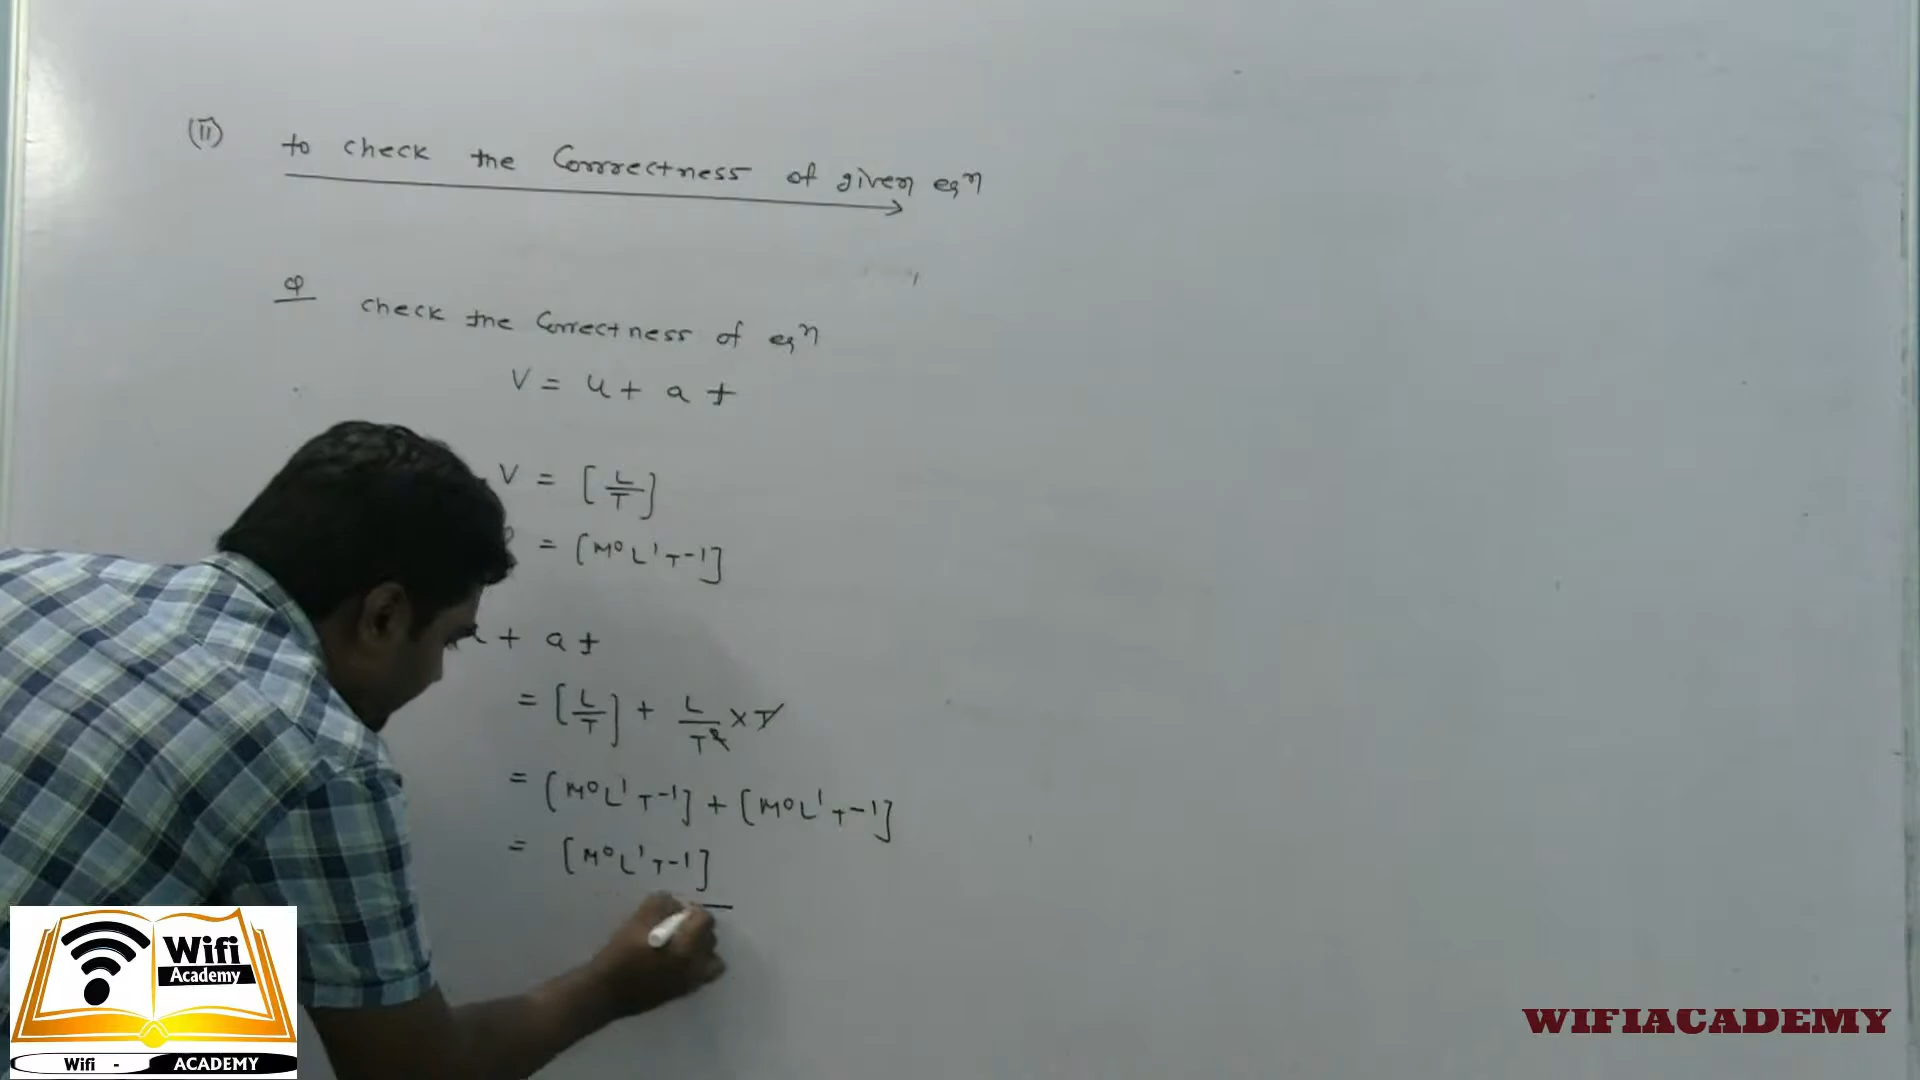 (II) to check the Corrrectness of given eqn
Q check the Correctness of eqn
V = u + a t
V = [L/T]
= [M⁰L¹T⁻¹]
+ a t
= [L/T] + L/T² × T
= [M⁰L¹T⁻¹] + [M⁰L¹T⁻¹]
= [M⁰L¹T⁻¹]
Wifi
Academy
Wifi - ACADEMY
WIFIACADEMY